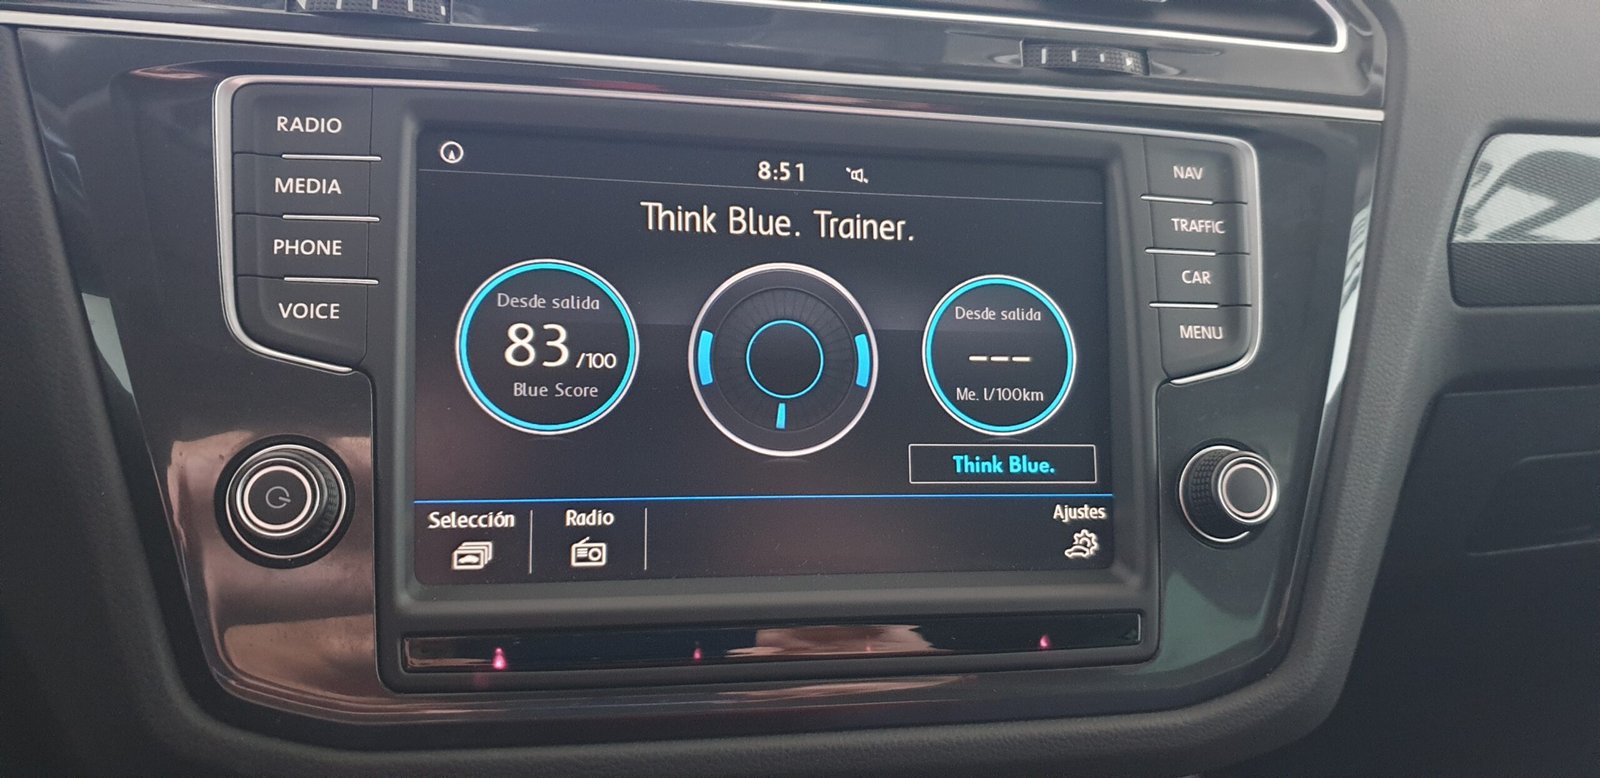 RADIO
MEDIA
PHONE
VOICE
8:51
Think Blue. Trainer.
Desde salida
83/100
Blue Score
Desde salida
---
Me. l/100km
Think Blue.
Selección
Radio
Ajustes
NAV
TRAFFIC
CAR
MENU